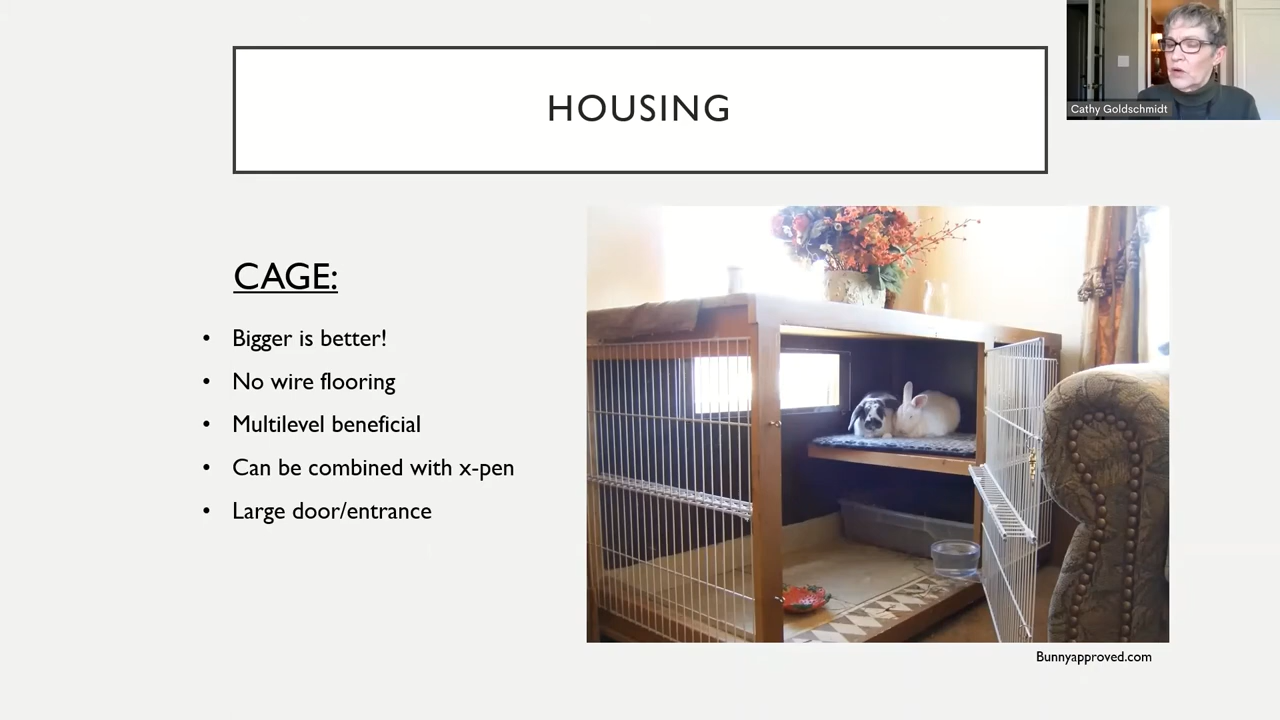 HOUSING
Cathy Goldschmidt
CAGE:
• Bigger is better!
• No wire flooring
• Multilevel beneficial
• Can be combined with x-pen
• Large door/entrance
Bunnyapproved.com